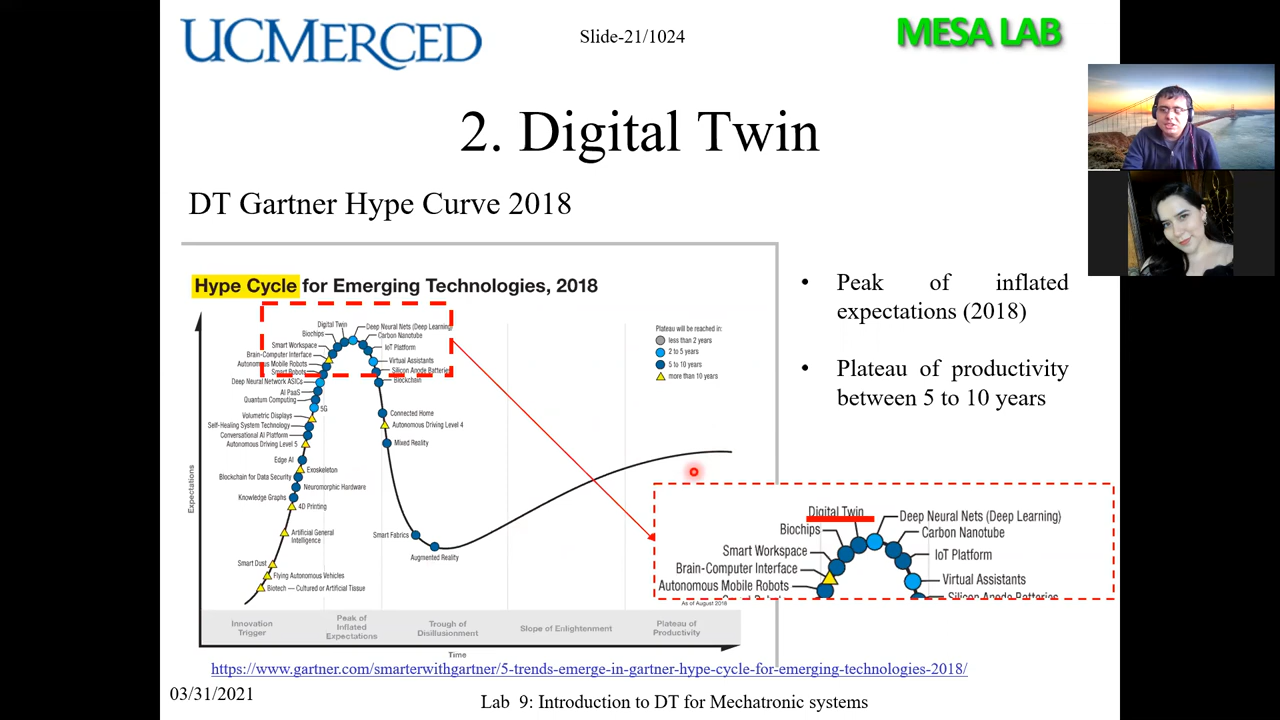 UCMERCED
Slide-21/1024
MESA LAB
2. Digital Twin
DT Gartner Hype Curve 2018
Hype Cycle for Emerging Technologies, 2018
Digital Twin
Biochips
Smart Workspace
Brain-Computer Interface
Autonomous Mobile Robots
Smart Robots
Deep Neural Network ASICs
AI PaaS
Quantum Computing
5G
Volumetric Displays
Self-Healing System Technology
Conversational AI Platform
Autonomous Driving Level 5
Edge AI
Exoskeleton
Blockchain for Data Security
Neuromorphic Hardware
Knowledge Graphs
4D Printing
Artificial General
Intelligence
Smart Dust
Flying Autonomous Vehicles
Biotech — Cultured or Artificial Tissue
Deep Neural Nets (Deep Learning)
Carbon Nanotube
IoT Platform
Virtual Assistants
Silicon Anode Batteries
Blockchain
Connected Home
Autonomous Driving Level 4
Mixed Reality
Smart Fabrics
Augmented Reality
Plateau will be reached in:
less than 2 years
2 to 5 years
5 to 10 years
more than 10 years
Expectations
As of August 2018
Innovation
Trigger
Peak of
Inflated
Expectations
Trough of
Disillusionment
Slope of Enlightenment
Plateau of
Productivity
Time
• Peak of inflated
expectations (2018)
• Plateau of productivity
between 5 to 10 years
Digital Twin
Biochips
Smart Workspace
Brain-Computer Interface
Autonomous Mobile Robots
Deep Neural Nets (Deep Learning)
Carbon Nanotube
IoT Platform
Virtual Assistants
Silicon Anode Batteries
https://www.gartner.com/smarterwithgartner/5-trends-emerge-in-gartner-hype-cycle-for-emerging-technologies-2018/
03/31/2021
Lab 9: Introduction to DT for Mechatronic systems